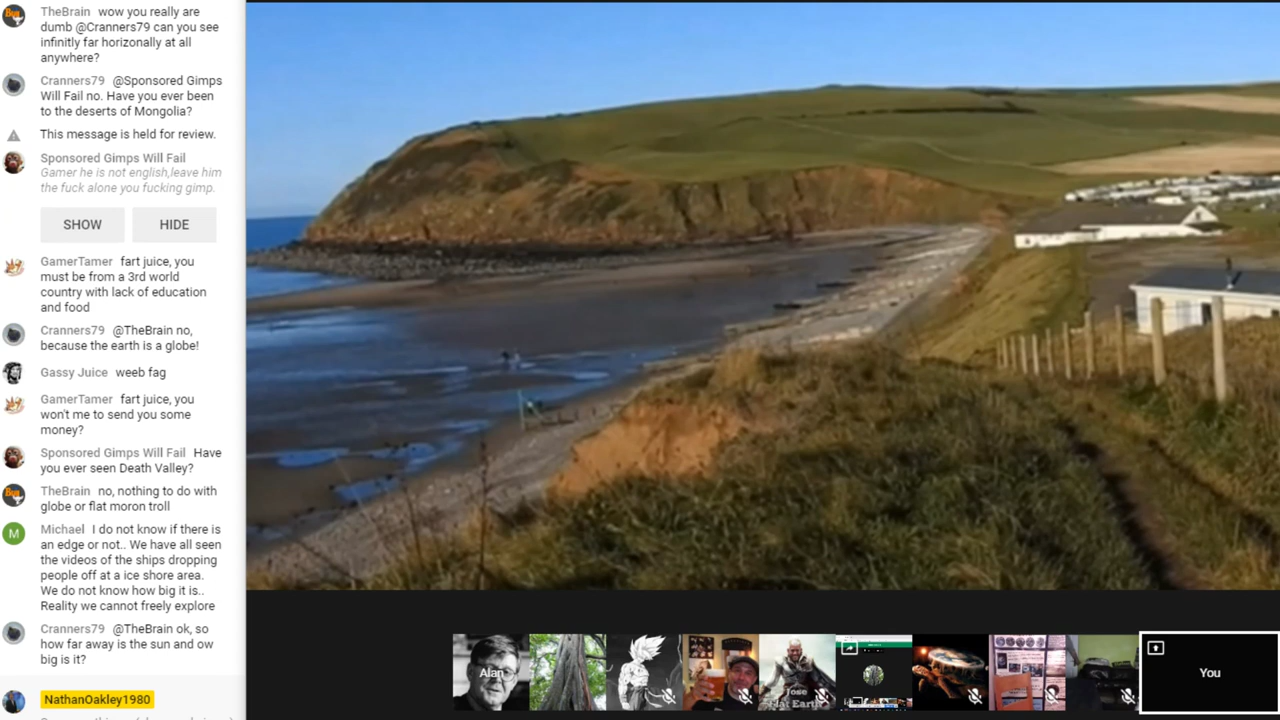 TheBrain wow you really are
dumb @Cranners79 can you see
infinitly far horizonally at all
anywhere?
Cranners79 @Sponsored Gimps
Will Fail no. Have you ever been
to the deserts of Mongolia?
This message is held for review.
Sponsored Gimps Will Fail
Gamer he is not english,leave him
the fuck alone you fucking gimp.
SHOW HIDE
GamerTamer fart juice, you
must be from a 3rd world
country with lack of education
and food
Cranners79 @TheBrain no,
because the earth is a globe!
Gassy Juice weeb fag
GamerTamer fart juice, you
won't me to send you some
money?
Sponsored Gimps Will Fail Have
you ever seen Death Valley?
TheBrain no, nothing to do with
globe or flat moron troll
M
Michael I do not know if there is
an edge or not.. We have all seen
the videos of the ships dropping
people off at a ice shore area.
We do not know how big it is..
Reality we cannot freely explore
Cranners79 @TheBrain ok, so
how far away is the sun and ow
big is it?
NathanOakley1980
Alan
Jose
Flat Earth
You